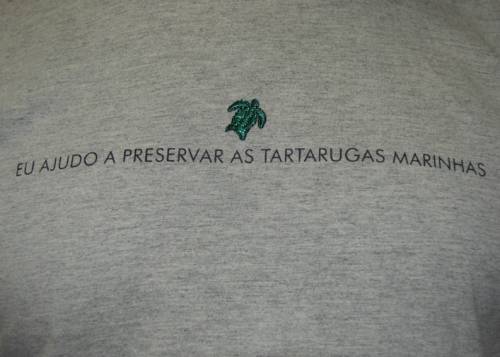 EU AJUDO A PRESERVAR AS TARTARUGAS MARINHAS